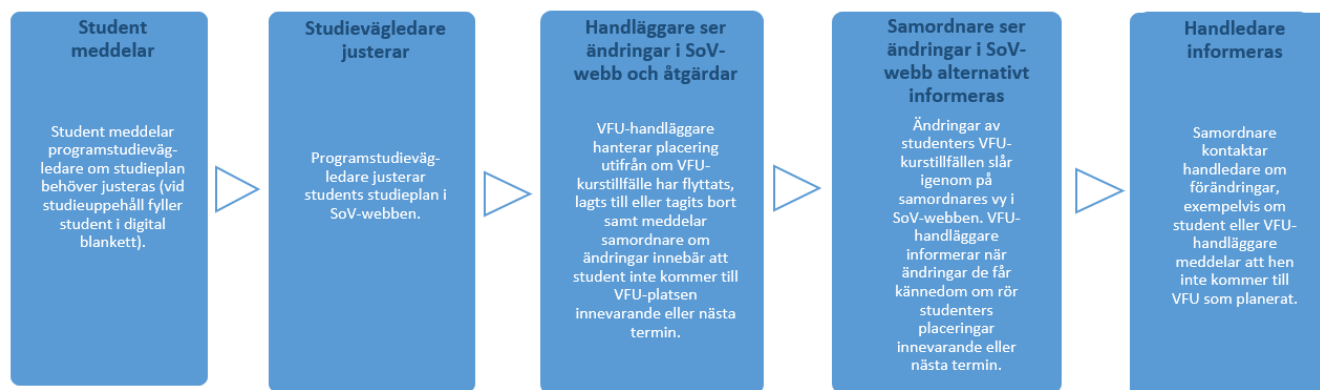 Student
meddelar
Student meddelar
programstudieväg-
ledare om studieplan
behöver justeras (vid
studieuppehåll fyller
student i digital
blankett).
Studievägledare
justerar
Programstudieväg-
ledare justerar
students studieplan i
SoV-webben.
Handläggare ser
ändringar i SoV-
webb och åtgärdar
VFU-handläggare
hanterar placering
utifrån om VFU-
kurstillfälle har flyttats,
lagts till eller tagits bort
samt meddelar
samordnare om
ändringar innebär att
student inte kommer till
VFU-platsen
innevarande eller nästa
termin.
Samordnare ser
ändringar i SoV-
webb alternativt
informeras
Ändringar av
studenters VFU-
kurstillfällen slår
igenom på
samordnares vy i
SoV-webben. VFU-
handläggare
informerar när
ändringar de får
kännedom om rör
studenters
placeringar
innevarande eller
nästa termin.
Handledare
informeras
Samordnare
kontaktar
handledare om
förändringar,
exempelvis om
student eller VFU-
handläggare
meddelar att hen
inte kommer till
VFU som planerat.